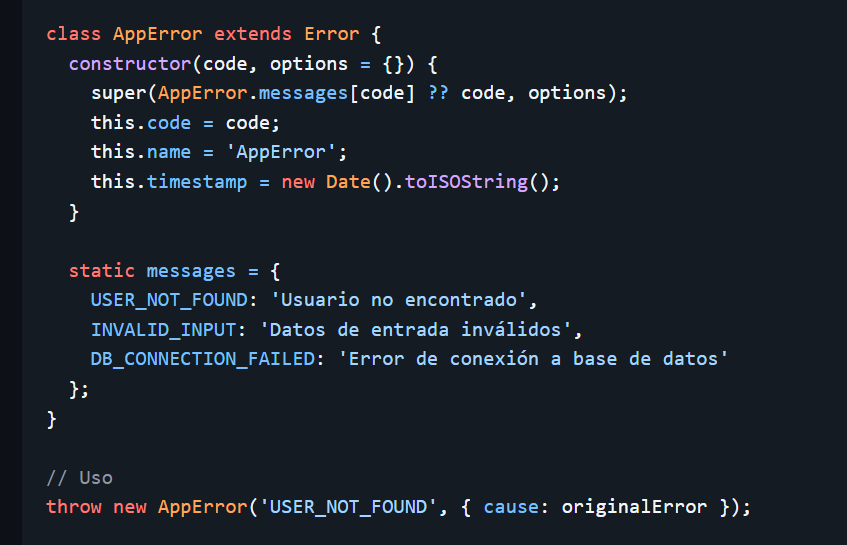 class AppError extends Error {
  constructor(code, options = {}) {
    super(AppError.messages[code] ?? code, options);
    this.code = code;
    this.name = 'AppError';
    this.timestamp = new Date().toISOString();
  }

  static messages = {
    USER_NOT_FOUND: 'Usuario no encontrado',
    INVALID_INPUT: 'Datos de entrada inválidos',
    DB_CONNECTION_FAILED: 'Error de conexión a base de datos'
  };
}

// Uso
throw new AppError('USER_NOT_FOUND', { cause: originalError });